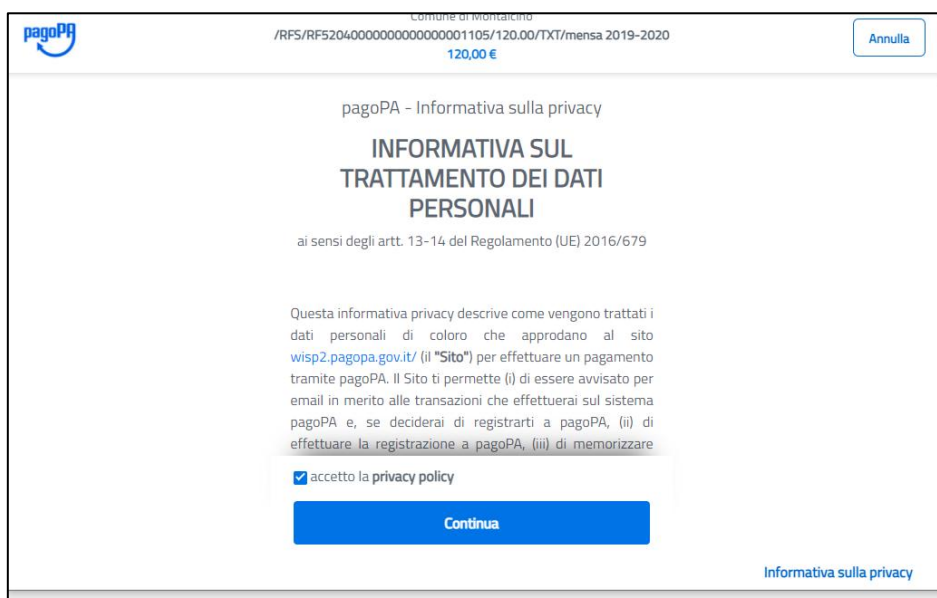 pagoPA
Comune di Montalcino
/RFS/RF52040000000000000001105/120.00/TXT/mensa 2019-2020
120,00 €
Annulla
pagoPA - Informativa sulla privacy
INFORMATIVA SUL
TRATTAMENTO DEI DATI
PERSONALI
ai sensi degli artt. 13-14 del Regolamento (UE) 2016/679
Questa informativa privacy descrive come vengono trattati i
dati personali di coloro che approdano al sito
wisp2.pagopa.gov.it/ (il "Sito") per effettuare un pagamento
tramite pagoPA. Il Sito ti permette (i) di essere avvisato per
email in merito alle transazioni che effettuerai sul sistema
pagoPA e, se deciderai di registrarti a pagoPA, (ii) di
effettuare la registrazione a pagoPA, (iii) di memorizzare
accetto la privacy policy
Continua
Informativa sulla privacy